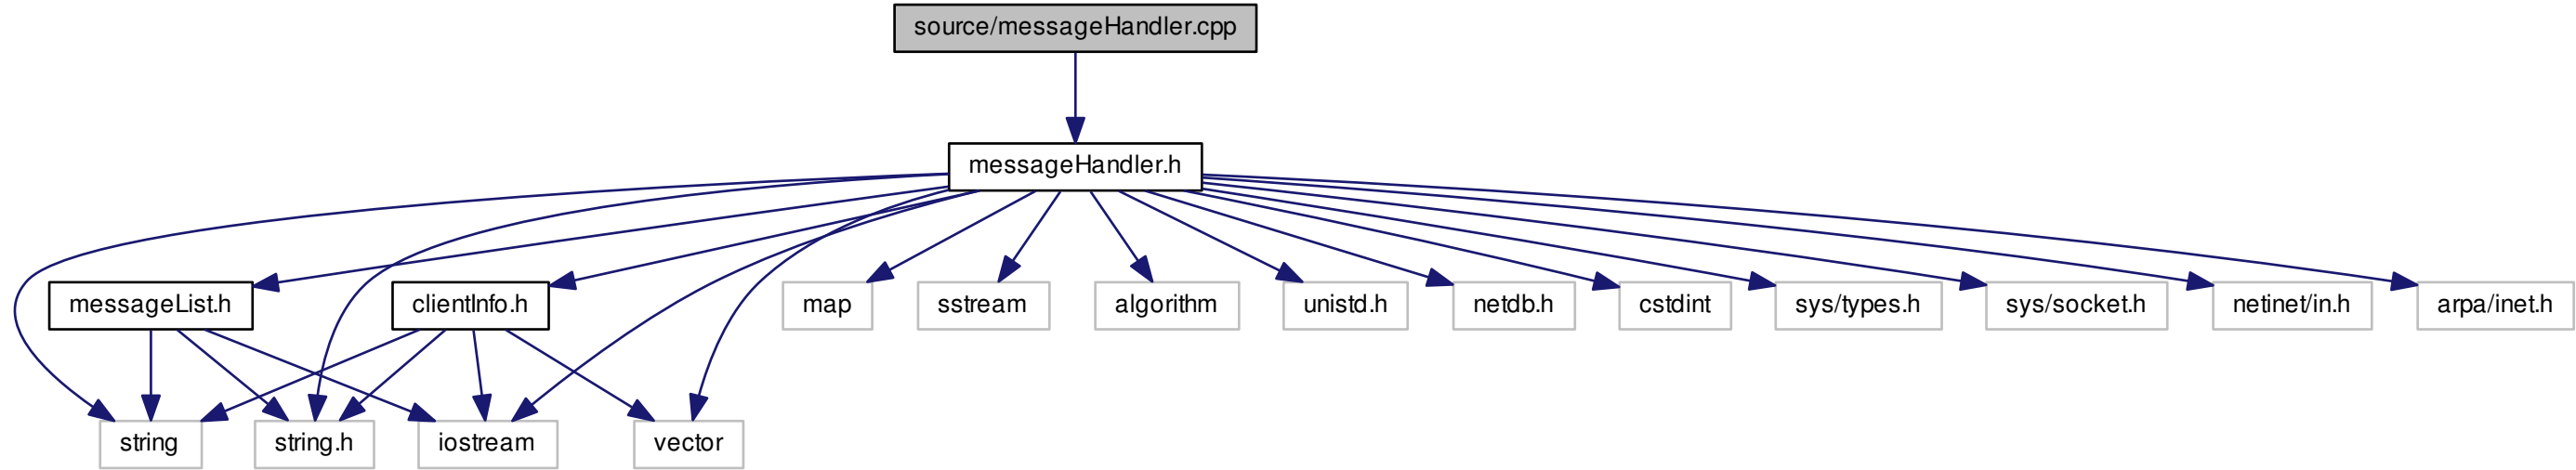 source/messageHandler.cpp
messageHandler.h
messageList.h
clientInfo.h
map
sstream
algorithm
unistd.h
netdb.h
cstdint
sys/types.h
sys/socket.h
netinet/in.h
arpa/inet.h
string
string.h
iostream
vector